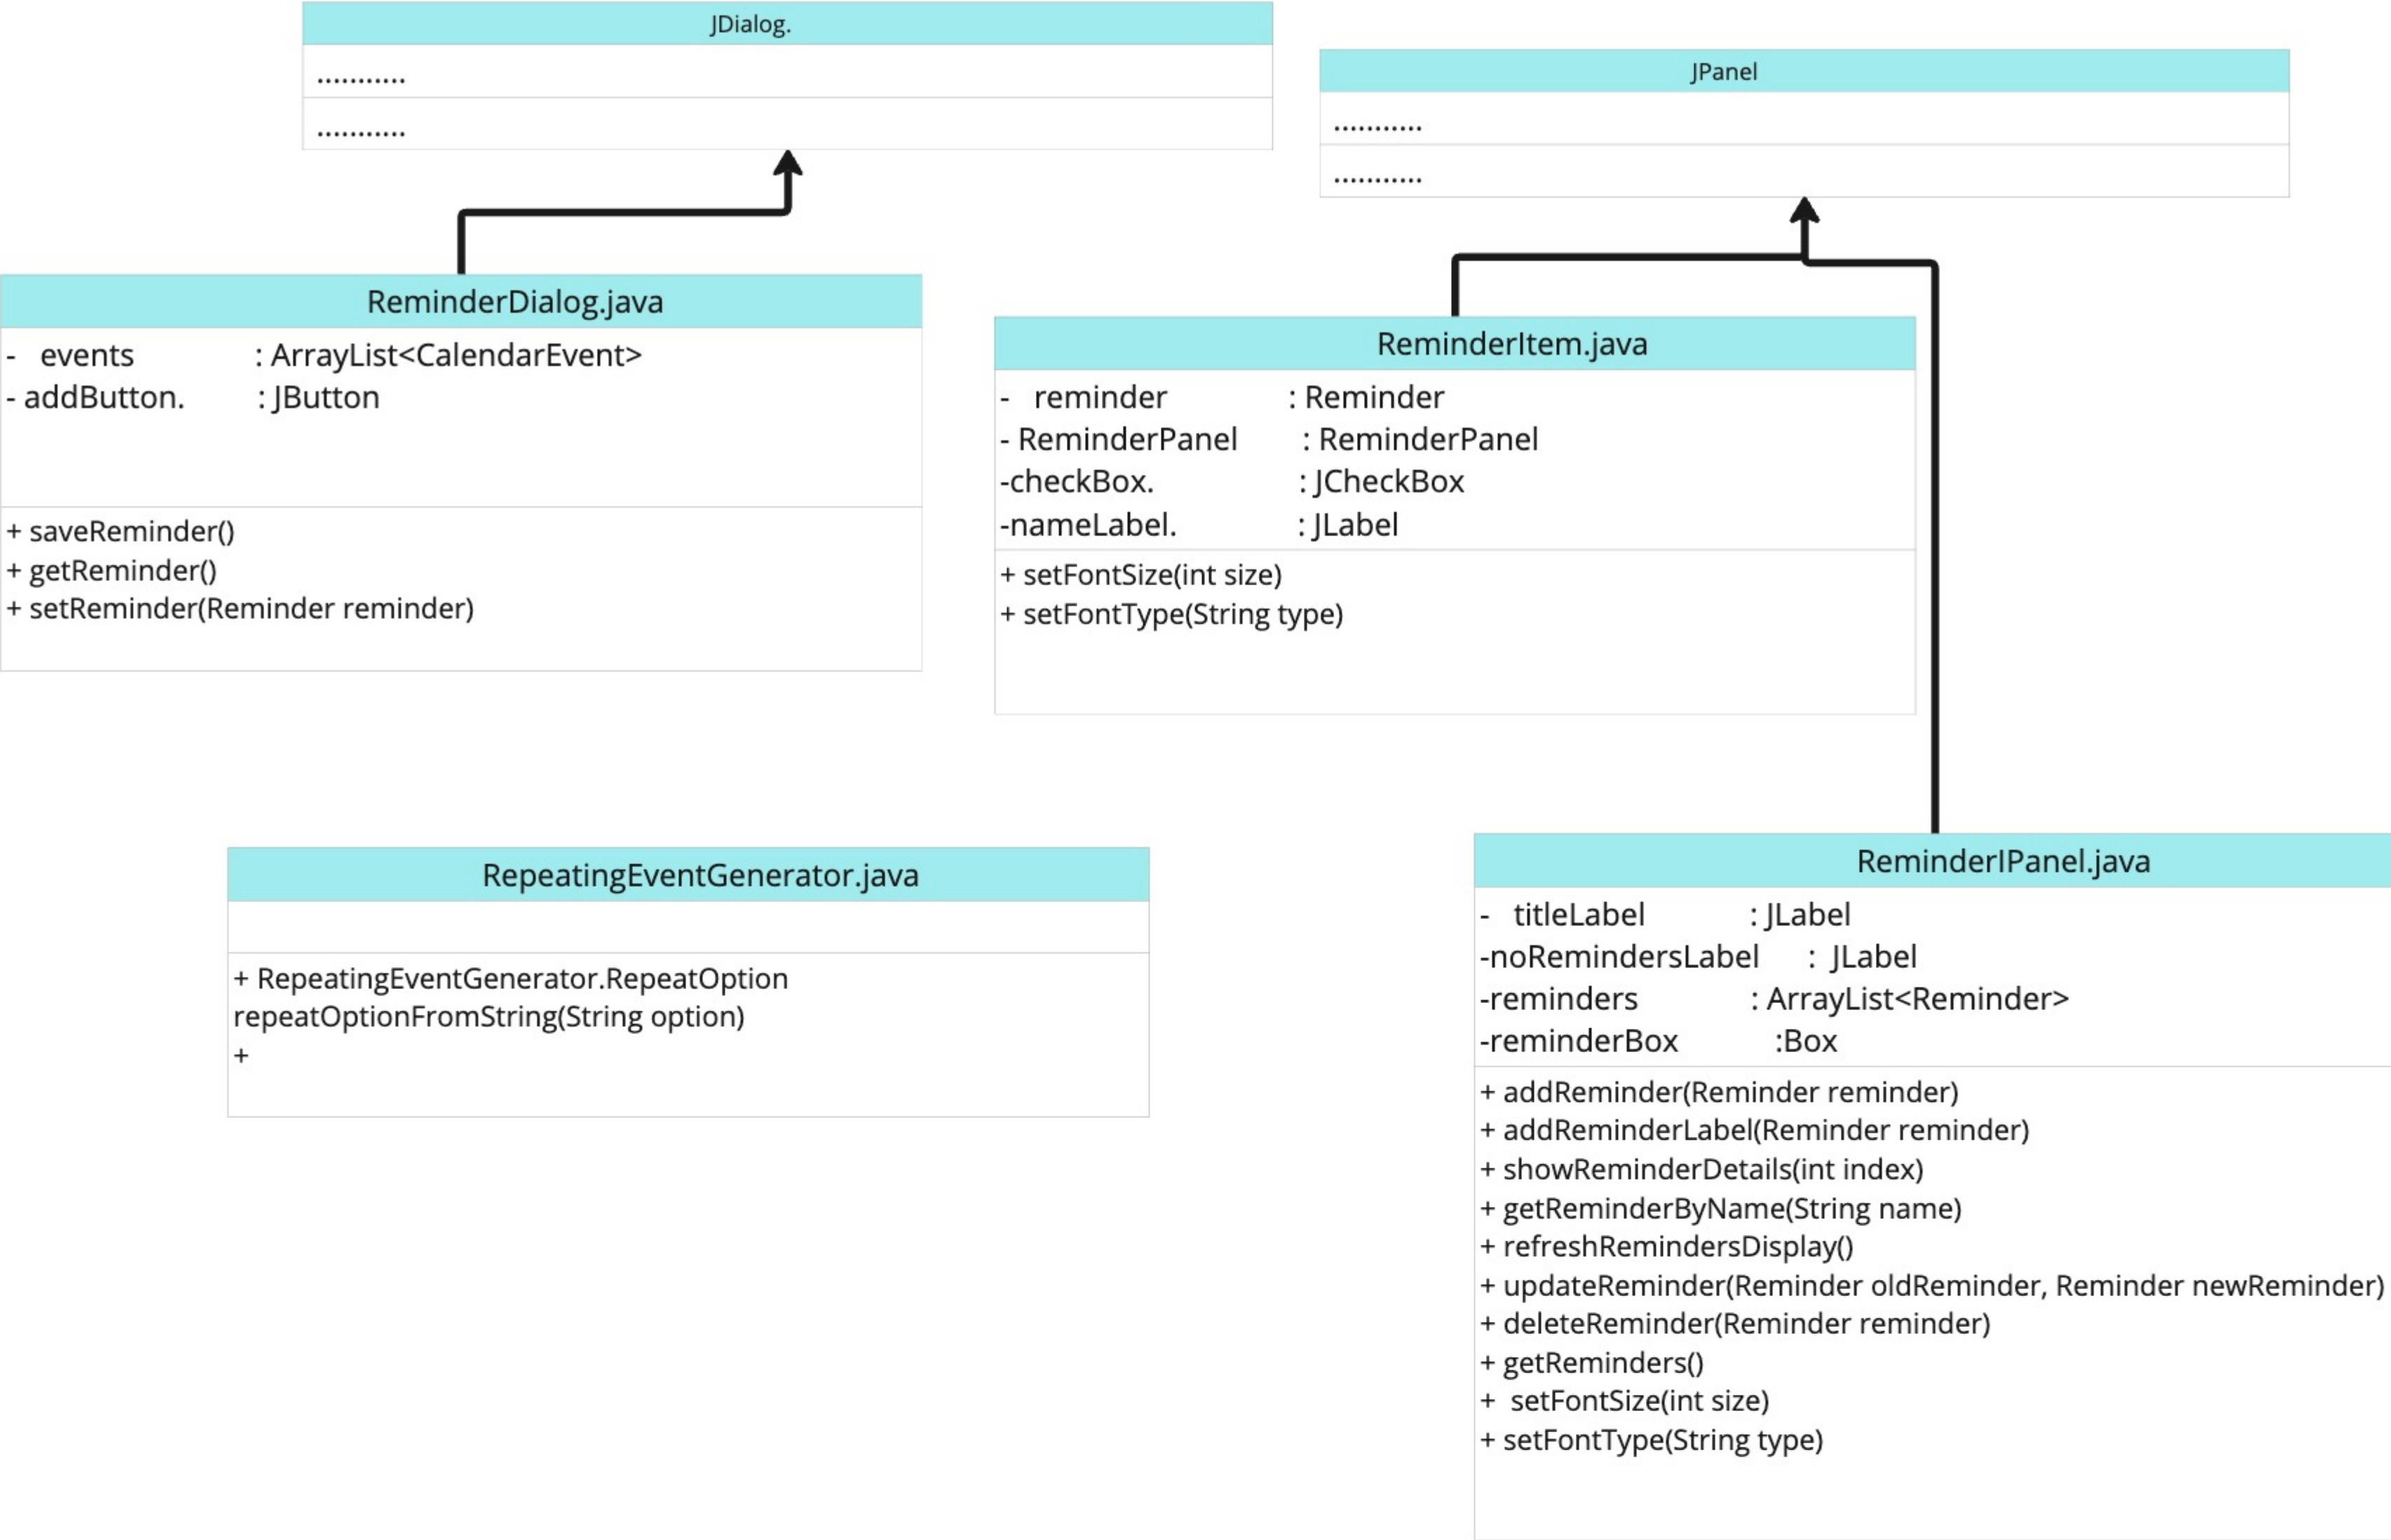 JDialog.
...........
...........
JPanel
...........
...........
ReminderDialog.java
- events : ArrayList<CalendarEvent>
- addButton. : JButton
+ saveReminder()
+ getReminder()
+ setReminder(Reminder reminder)
ReminderItem.java
- reminder : Reminder
- ReminderPanel : ReminderPanel
-checkBox. : JCheckBox
-nameLabel. : JLabel
+ setFontSize(int size)
+ setFontType(String type)
RepeatingEventGenerator.java
+ RepeatingEventGenerator.RepeatOption
repeatOptionFromString(String option)
+
ReminderIPanel.java
- titleLabel : JLabel
-noRemindersLabel : JLabel
-reminders : ArrayList<Reminder>
-reminderBox :Box
+ addReminder(Reminder reminder)
+ addReminderLabel(Reminder reminder)
+ showReminderDetails(int index)
+ getReminderByName(String name)
+ refreshRemindersDisplay()
+ updateReminder(Reminder oldReminder, Reminder newReminder)
+ deleteReminder(Reminder reminder)
+ getReminders()
+ setFontSize(int size)
+ setFontType(String type)